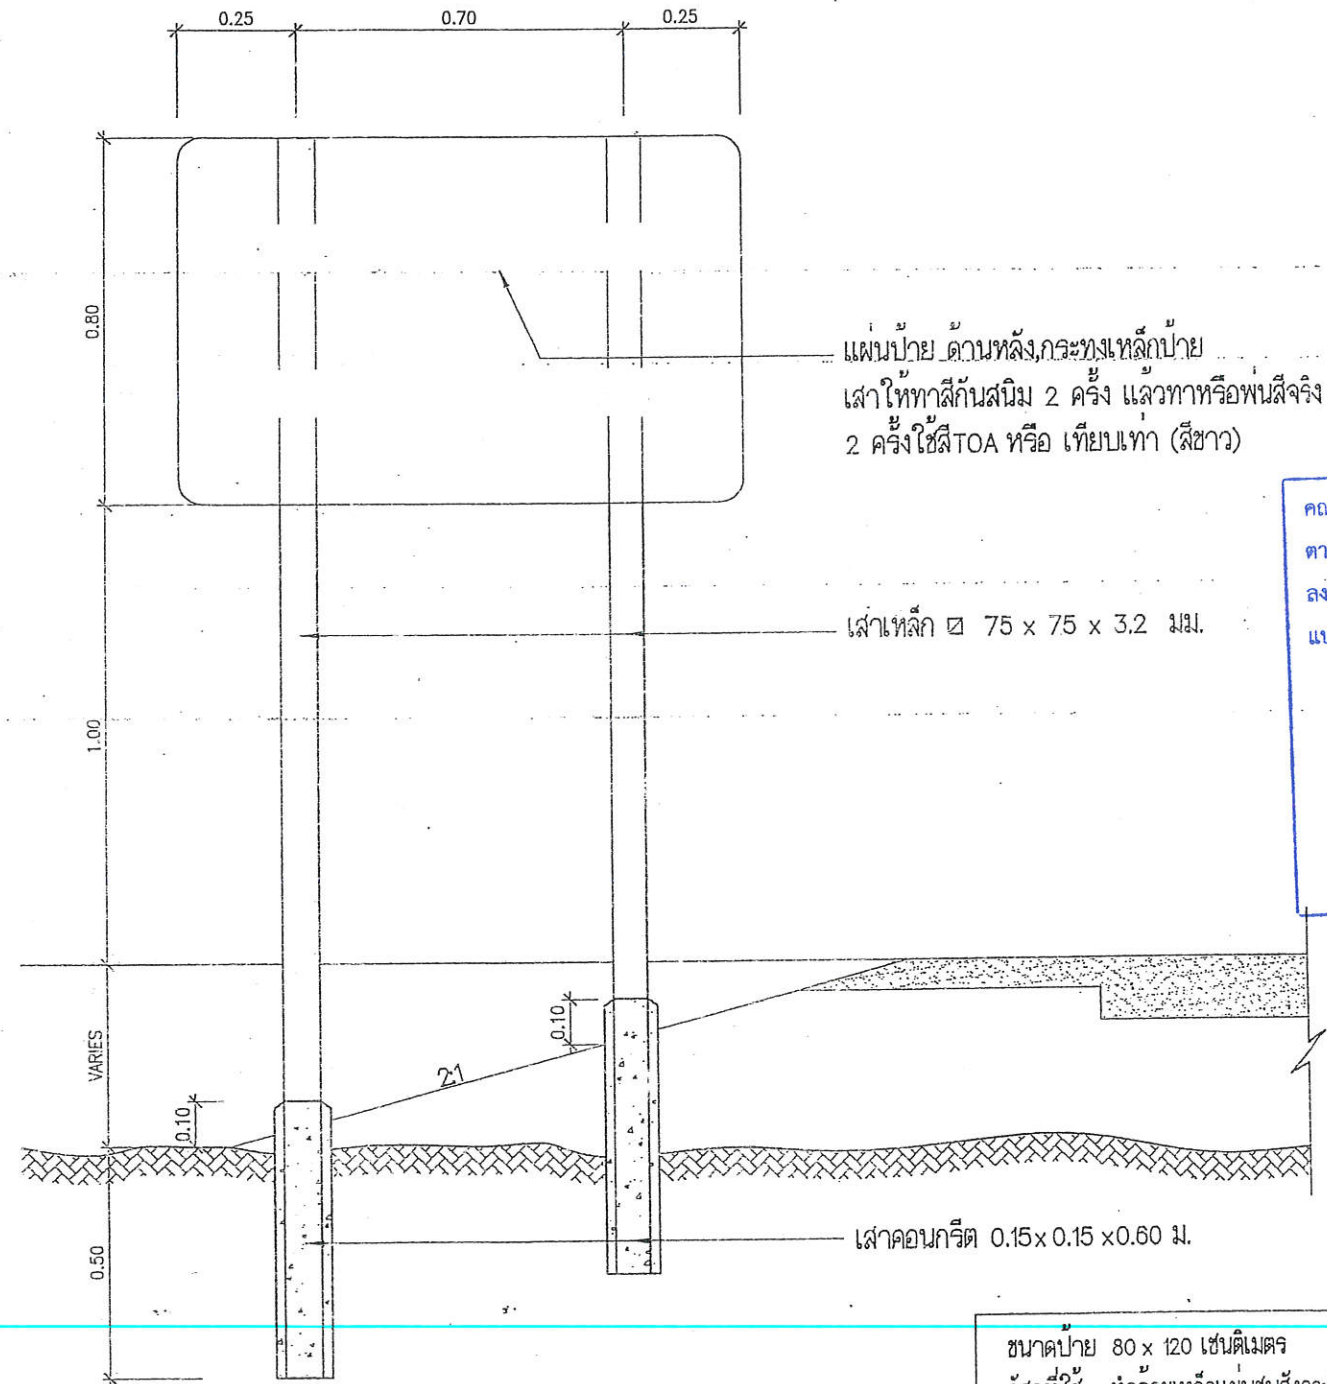 0.25 0.70 0.25
0.80
แผ่นป้าย ด้านหลัง,กระทงเหล็กป้าย
เสาให้ทาสีกันสนิม 2 ครั้ง แล้วทาหรือพ่นสีจริง
2 ครั้งใช้สีTOA หรือ เทียบเท่า (สีขาว)
เสาเหล็ก ⧄ 75 x 75 x 3.2 มม.
1.00
VARIES
0.10
2:1
0.10
0.50
เสาคอนกรีต 0.15x 0.15 x0.60 ม.
ขนาดป้าย 80 x 120 เซนติเมตร